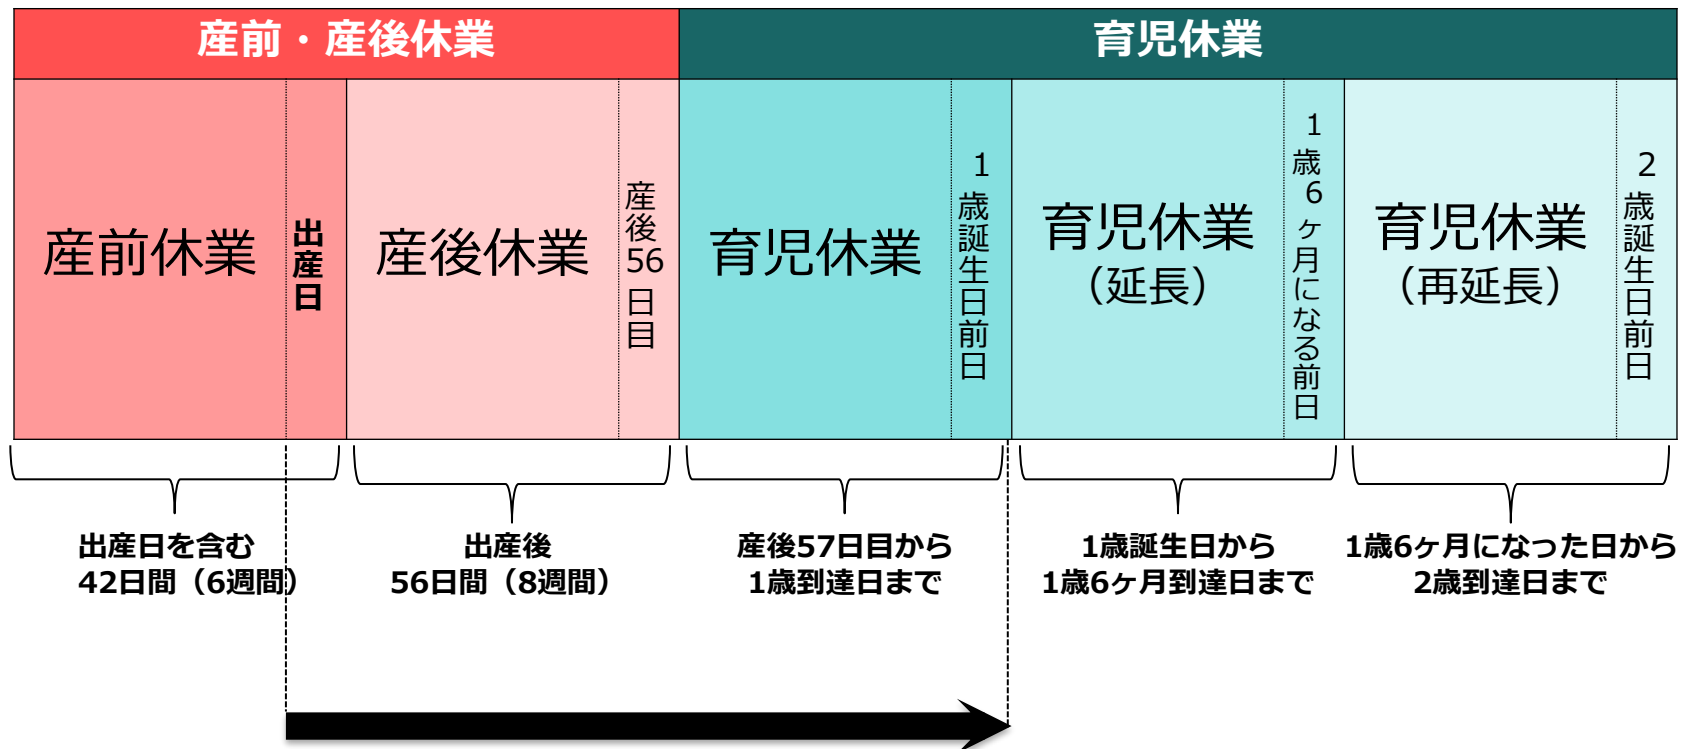 産前・産後休業
育児休業
産前休業
出産日
産後休業
産後56日目
育児休業
1歳誕生日前日
育児休業
（延長）
1歳6ヶ月になる前日
育児休業
（再延長）
2歳誕生日前日
出産日を含む
42日間（6週間）
出産後
56日間（8週間）
産後57日目から
1歳到達日まで
1歳誕生日から
1歳6ヶ月到達日まで
1歳6ヶ月になった日から
2歳到達日まで